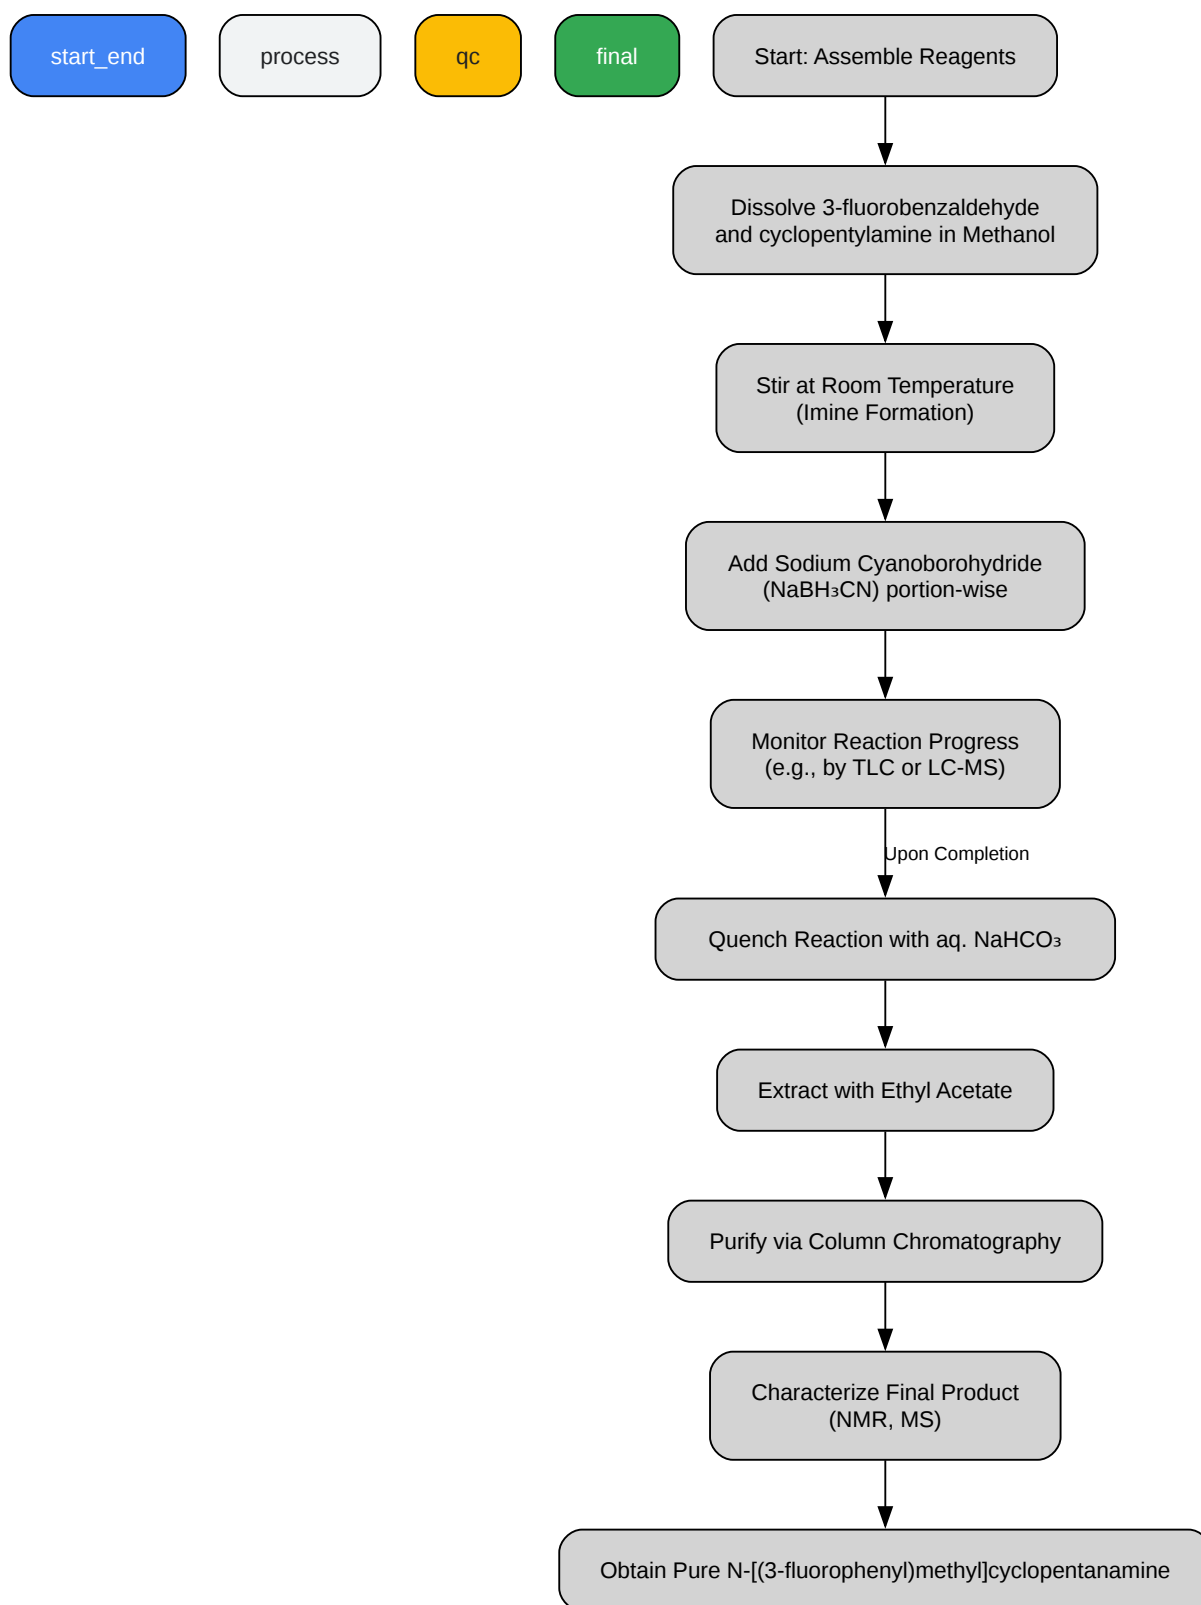 start_end
process
qc
final
Start: Assemble Reagents
Dissolve 3-fluorobenzaldehyde
and cyclopentylamine in Methanol
Stir at Room Temperature
(Imine Formation)
Add Sodium Cyanoborohydride
(NaBH₃CN) portion-wise
Monitor Reaction Progress
(e.g., by TLC or LC-MS)
Upon Completion
Quench Reaction with aq. NaHCO₃
Extract with Ethyl Acetate
Purify via Column Chromatography
Characterize Final Product
(NMR, MS)
Obtain Pure N-[(3-fluorophenyl)methyl]cyclopentanamine